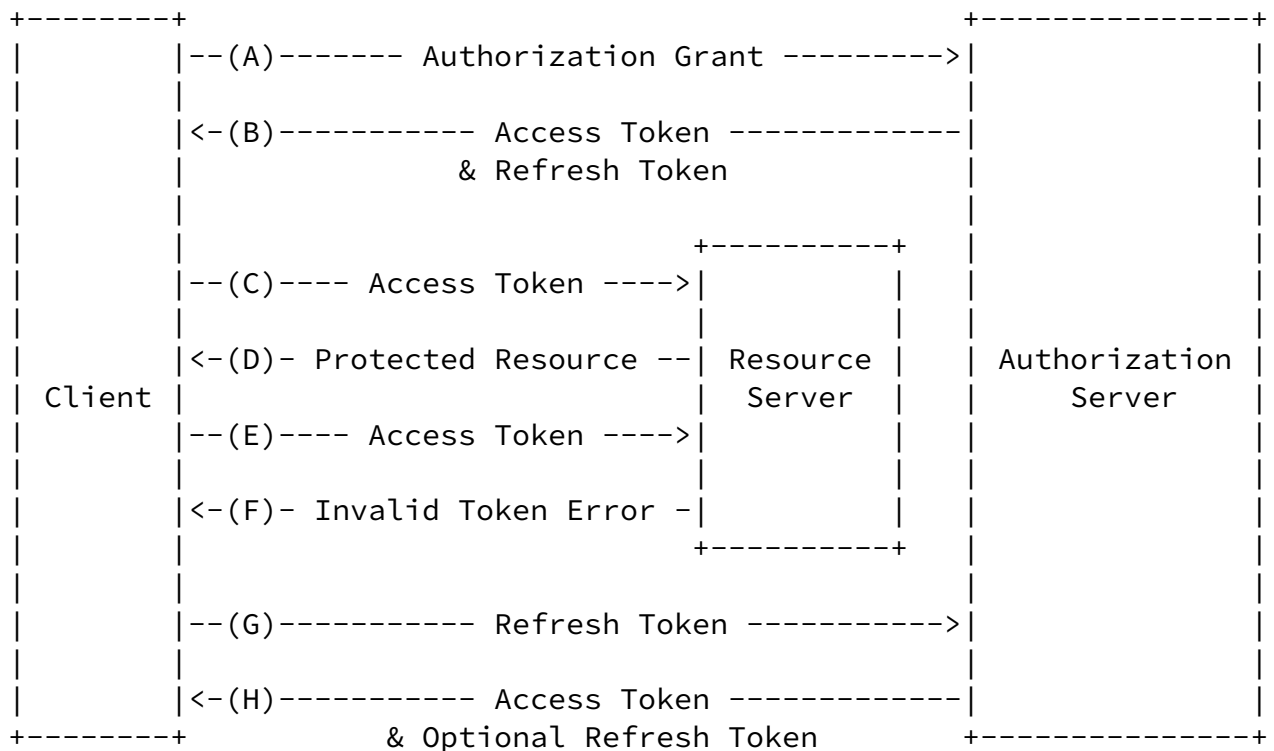 --(A)------- Authorization Grant --------->
<-(B)----------- Access Token -------------
& Refresh Token
--(C)---- Access Token ---->
<-(D)- Protected Resource --
Resource
Authorization
Client
Server
Server
--(E)---- Access Token ---->
<-(F)- Invalid Token Error -
--(G)----------- Refresh Token ----------->
<-(H)----------- Access Token -------------
& Optional Refresh Token